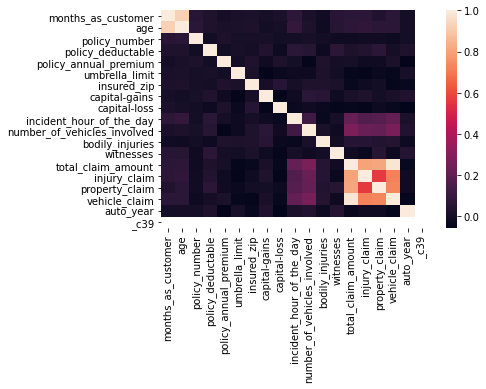 months_as_customer
age
policy_number
policy_deductable
policy_annual_premium
umbrella_limit
insured_zip
capital-gains
capital-loss
incident_hour_of_the_day
number_of_vehicles_involved
bodily_injuries
witnesses
total_claim_amount
injury_claim
property_claim
vehicle_claim
auto_year
_c39
months_as_customer
age
policy_number
policy_deductable
policy_annual_premium
umbrella_limit
insured_zip
capital-gains
capital-loss
incident_hour_of_the_day
number_of_vehicles_involved
bodily_injuries
witnesses
total_claim_amount
injury_claim
property_claim
vehicle_claim
auto_year
_c39
1.0
0.8
0.6
0.4
0.2
0.0